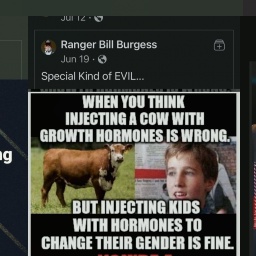 Jul 12 ·
Ranger Bill Burgess
Jun 19 ·
Special Kind of EVIL...
WHEN YOU THINK
INJECTING A COW WITH
GROWTH HORMONES IS WRONG.
BUT INJECTING KIDS
WITH HORMONES TO
CHANGE THEIR GENDER IS FINE.